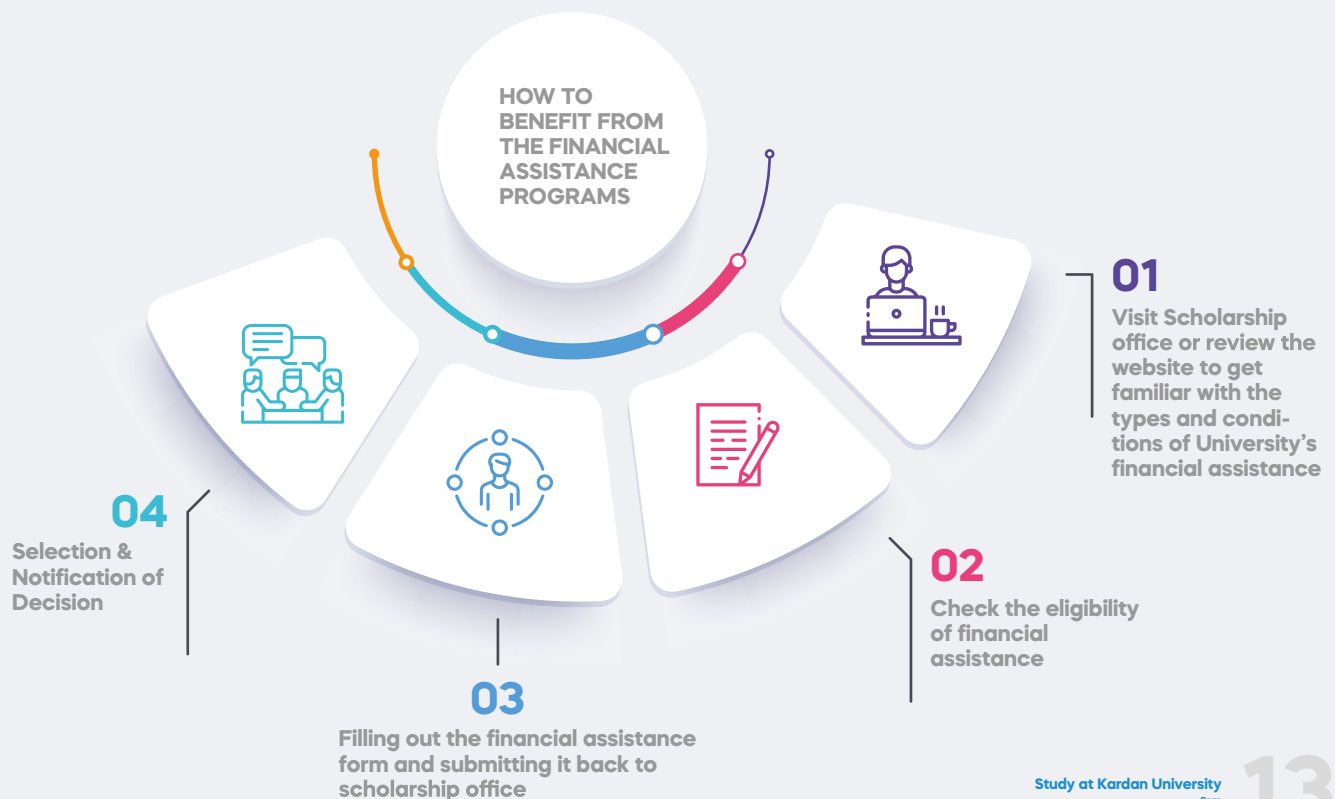 HOW TO
BENEFIT FROM
THE FINANCIAL
ASSISTANCE
PROGRAMS
01
Visit Scholarship
office or review the
website to get
familiar with the
types and condi-
tions of University's
financial assistance
02
Check the eligibility
of financial
assistance
03
Filling out the financial assistance
form and submitting it back to
scholarship office
04
Selection &
Notification of
Decision
Study at Kardan University
13